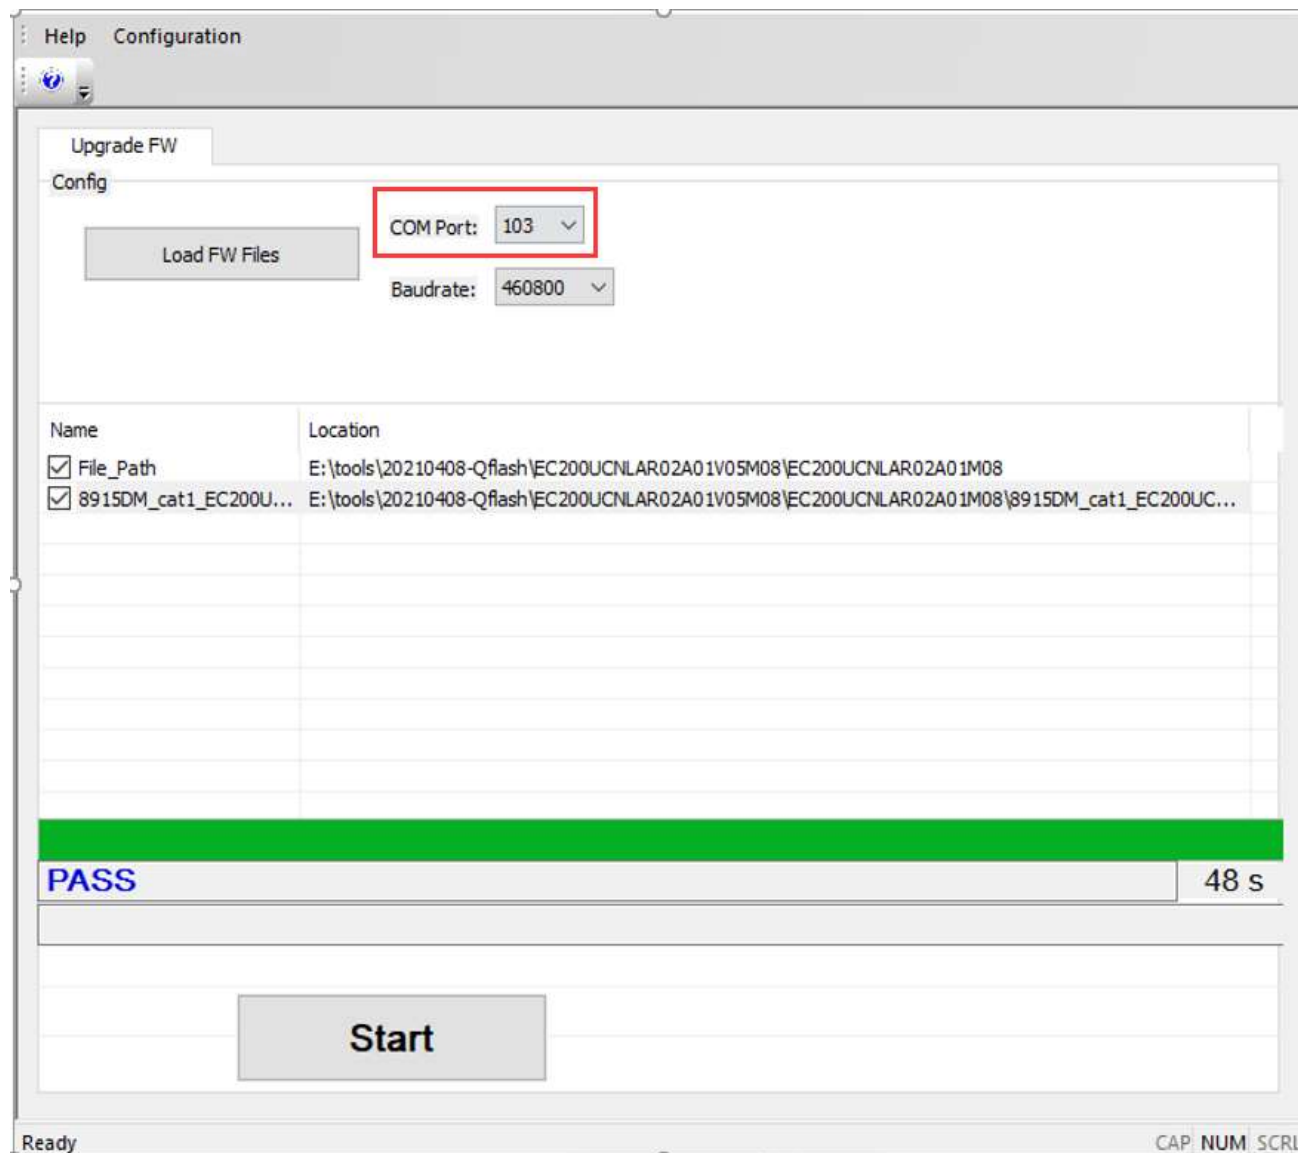 Help Configuration
Upgrade FW
Config
Load FW Files
COM Port: 103
Baudrate: 460800
Name Location
File_Path E:\tools\20210408-Qflash\EC200UCNLAR02A01V05M08\EC200UCNLAR02A01M08
8915DM_cat1_EC200U... E:\tools\20210408-Qflash\EC200UCNLAR02A01V05M08\EC200UCNLAR02A01M08\8915DM_cat1_EC200UC...
PASS 48 s
Start
Ready CAP NUM SCRL